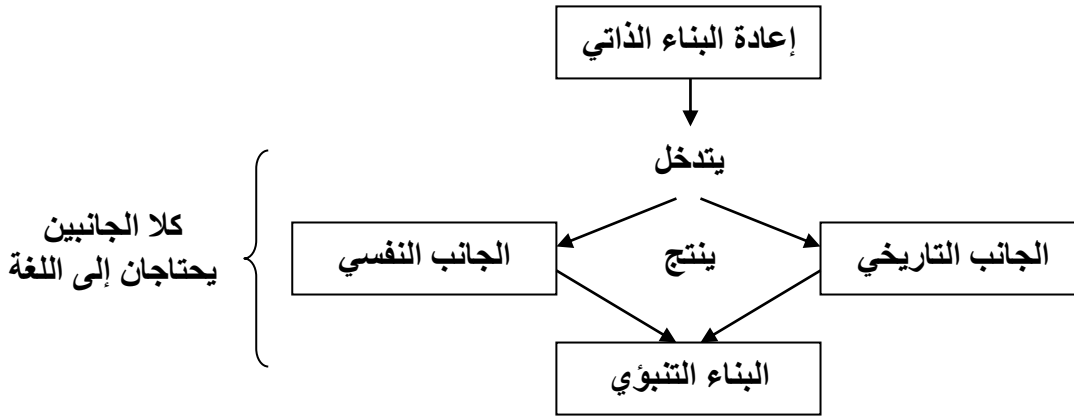 إعادة البناء الذاتي
يتدخل
الجانب التاريخي
ينتج
الجانب النفسي
كلا الجانبين
يحتاجان إلى اللغة
البناء التنبؤي